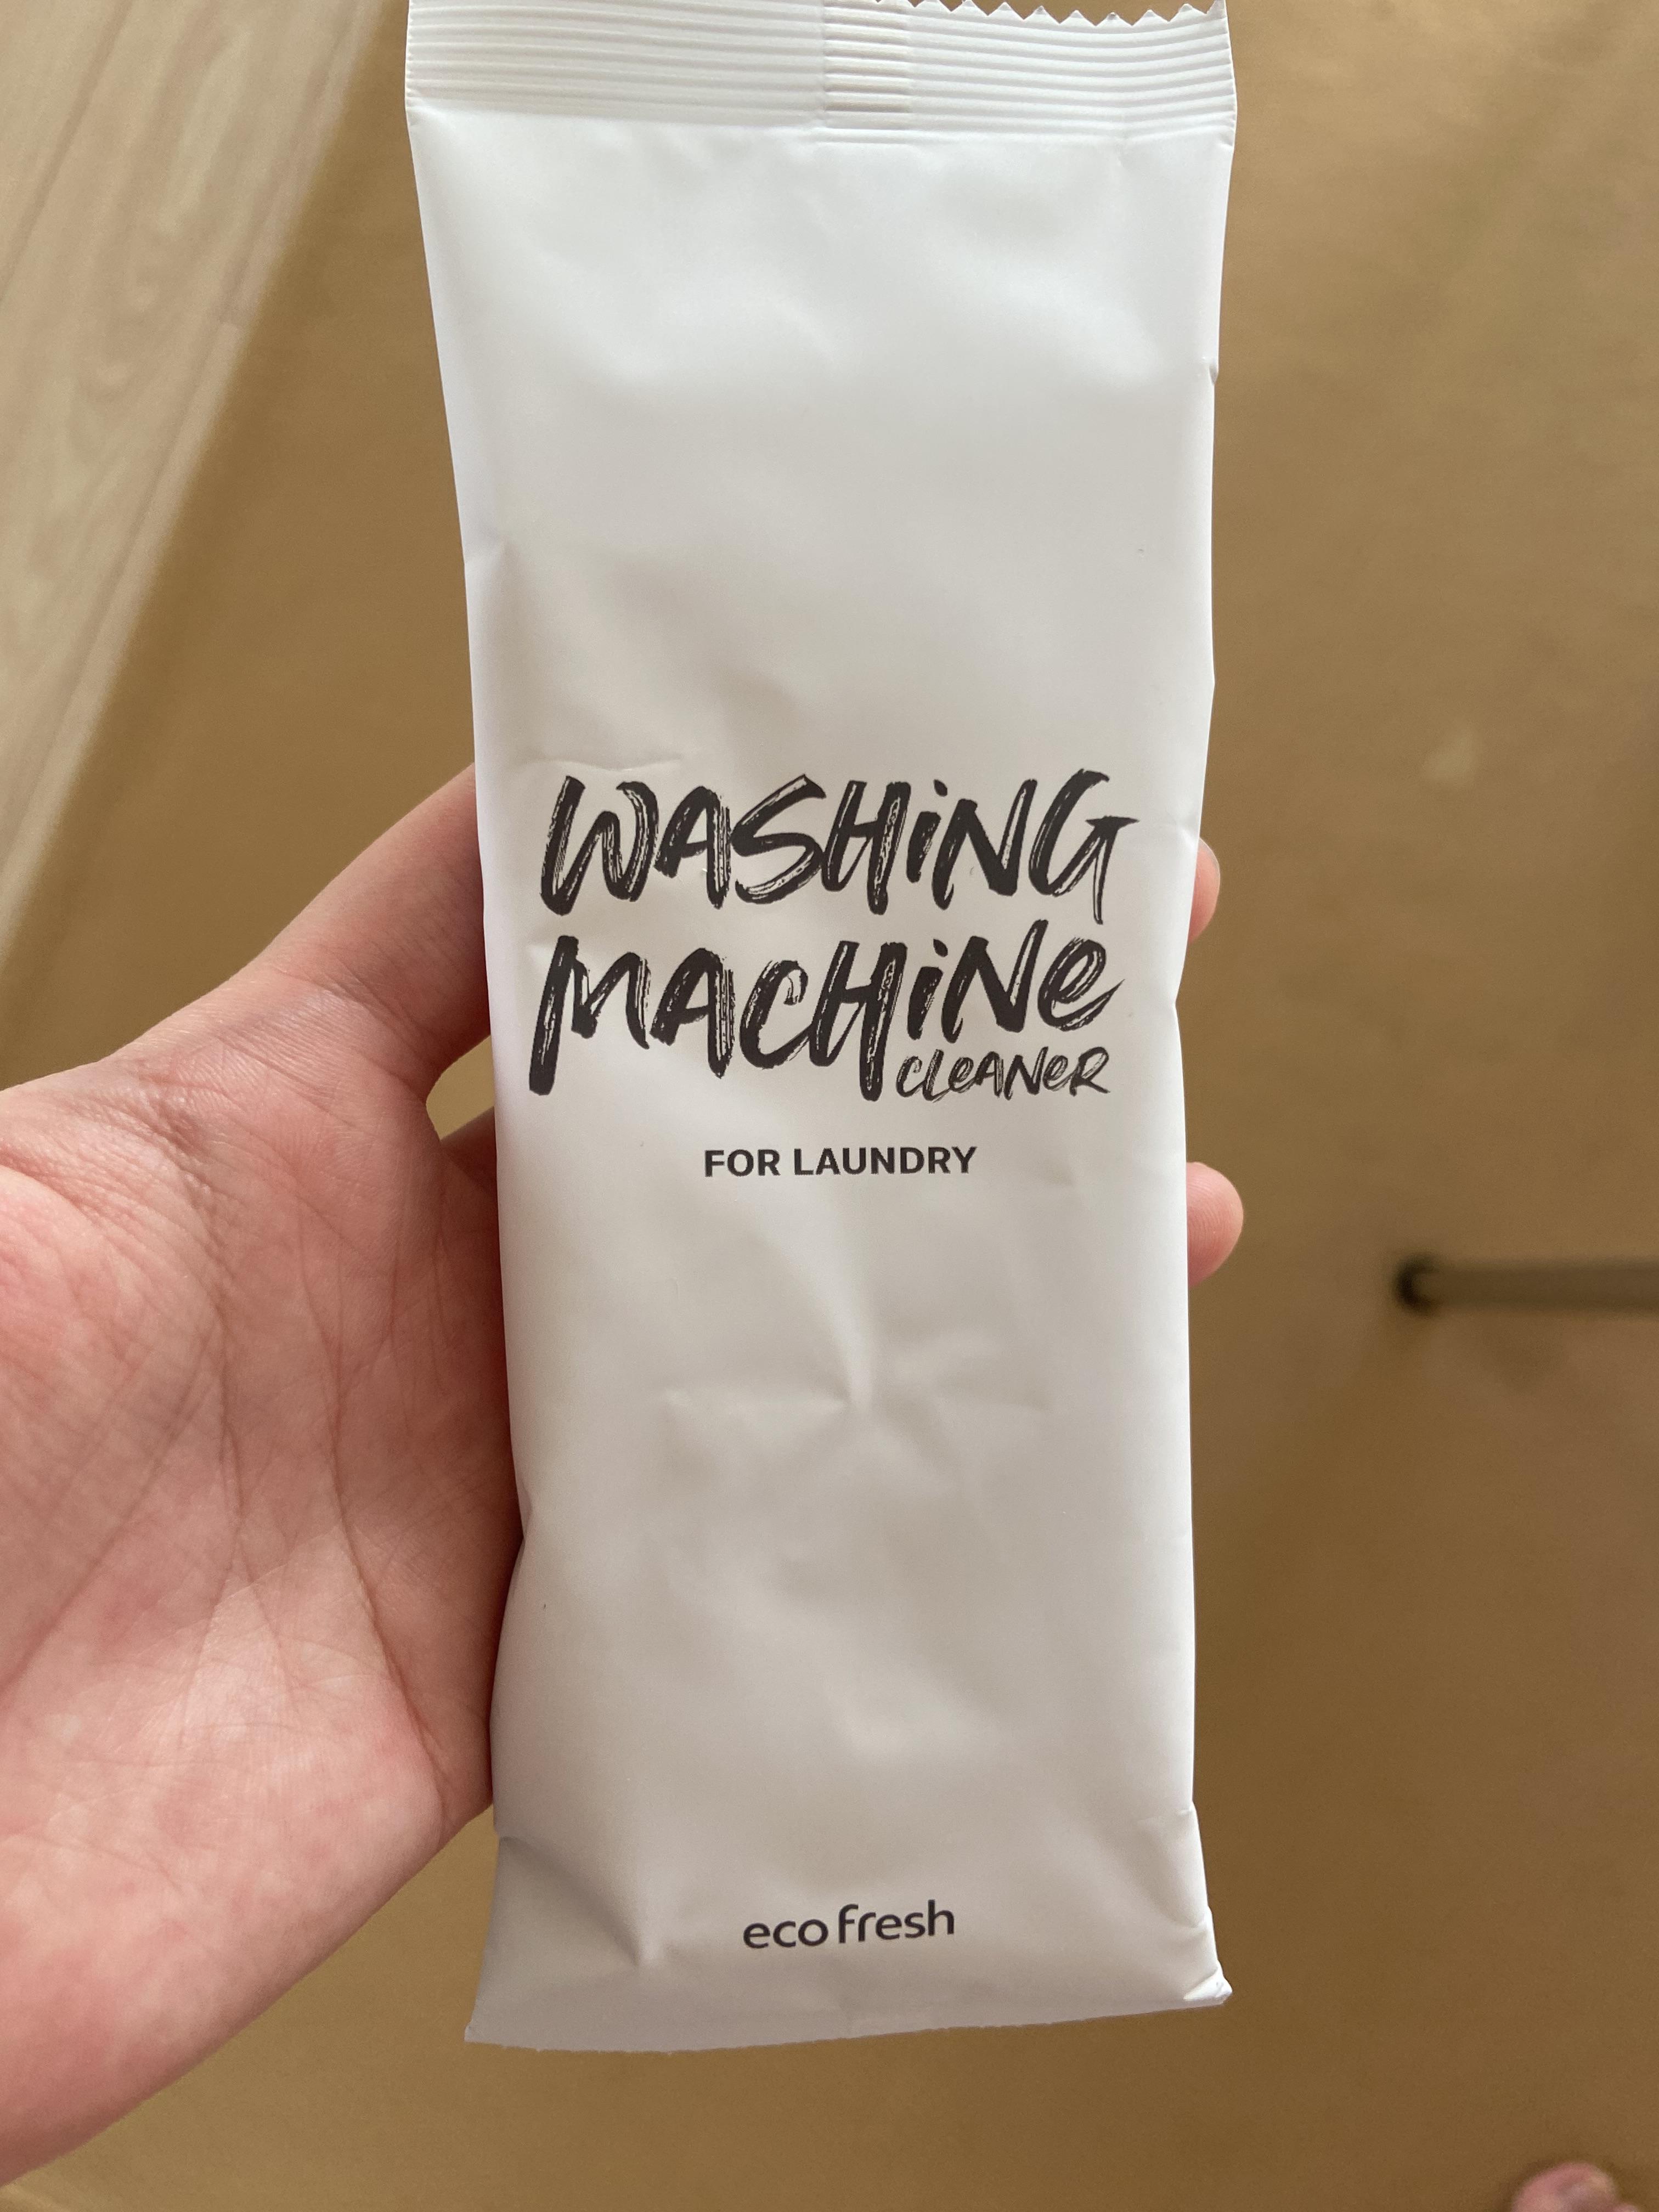 WASHiNG
MACHiNe
CLeANeR
FOR LAUNDRY
eco fresh